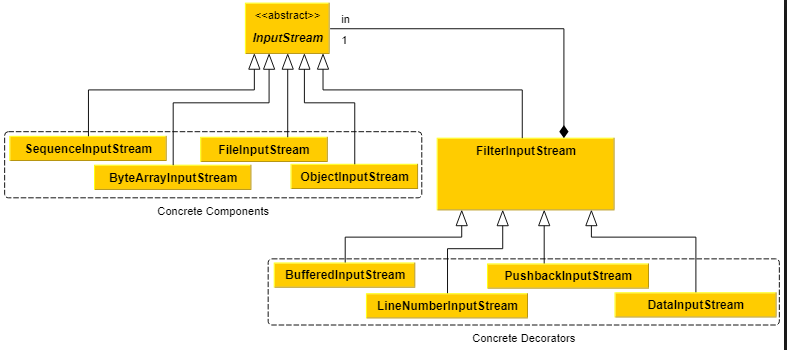 <<abstract>>
InputStream
in
1
SequenceInputStream
FileInputStream
ByteArrayInputStream
ObjectInputStream
Concrete Components
FilterInputStream
BufferedInputStream
PushbackInputStream
LineNumberInputStream
DataInputStream
Concrete Decorators